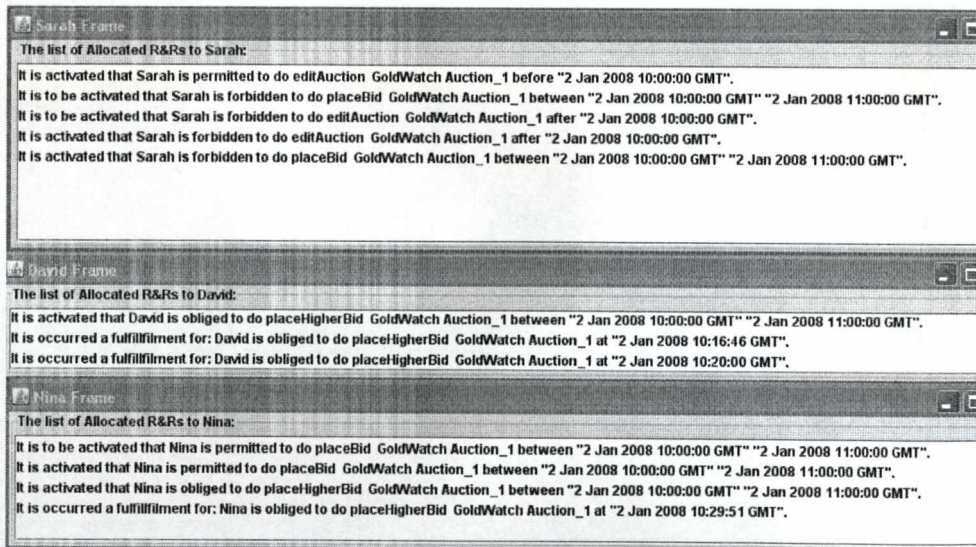 Sarah Frame
The list of Allocated R&Rs to Sarah:
It is activated that Sarah is permitted to do editAuction GoldWatch Auction_1 before "2 Jan 2008 10:00:00 GMT".
It is to be activated that Sarah is forbidden to do placeBid GoldWatch Auction_1 between "2 Jan 2008 10:00:00 GMT" "2 Jan 2008 11:00:00 GMT".
It is to be activated that Sarah is forbidden to do editAuction GoldWatch Auction_1 after "2 Jan 2008 10:00:00 GMT".
It is activated that Sarah is forbidden to do editAuction GoldWatch Auction_1 after "2 Jan 2008 10:00:00 GMT".
It is activated that Sarah is forbidden to do placeBid GoldWatch Auction_1 between "2 Jan 2008 10:00:00 GMT" "2 Jan 2008 11:00:00 GMT".
David Frame
The list of Allocated R&Rs to David:
It is activated that David is obliged to do placeHigherBid GoldWatch Auction_1 between "2 Jan 2008 10:00:00 GMT" "2 Jan 2008 11:00:00 GMT".
It is occurred a fulfillfilment for: David is obliged to do placeHigherBid GoldWatch Auction_1 at "2 Jan 2008 10:16:46 GMT".
It is occurred a fulfillfilment for: David is obliged to do placeHigherBid GoldWatch Auction_1 at "2 Jan 2008 10:20:00 GMT".
Nina Frame
The list of Allocated R&Rs to Nina:
It is to be activated that Nina is permitted to do placeBid GoldWatch Auction_1 between "2 Jan 2008 10:00:00 GMT" "2 Jan 2008 11:00:00 GMT".
It is activated that Nina is permitted to do placeBid GoldWatch Auction_1 between "2 Jan 2008 10:00:00 GMT" "2 Jan 2008 11:00:00 GMT".
It is activated that Nina is obliged to do placeHigherBid GoldWatch Auction_1 between "2 Jan 2008 10:00:00 GMT" "2 Jan 2008 11:00:00 GMT".
It is occurred a fulfillfilment for: Nina is obliged to do placeHigherBid GoldWatch Auction_1 at "2 Jan 2008 10:29:51 GMT".